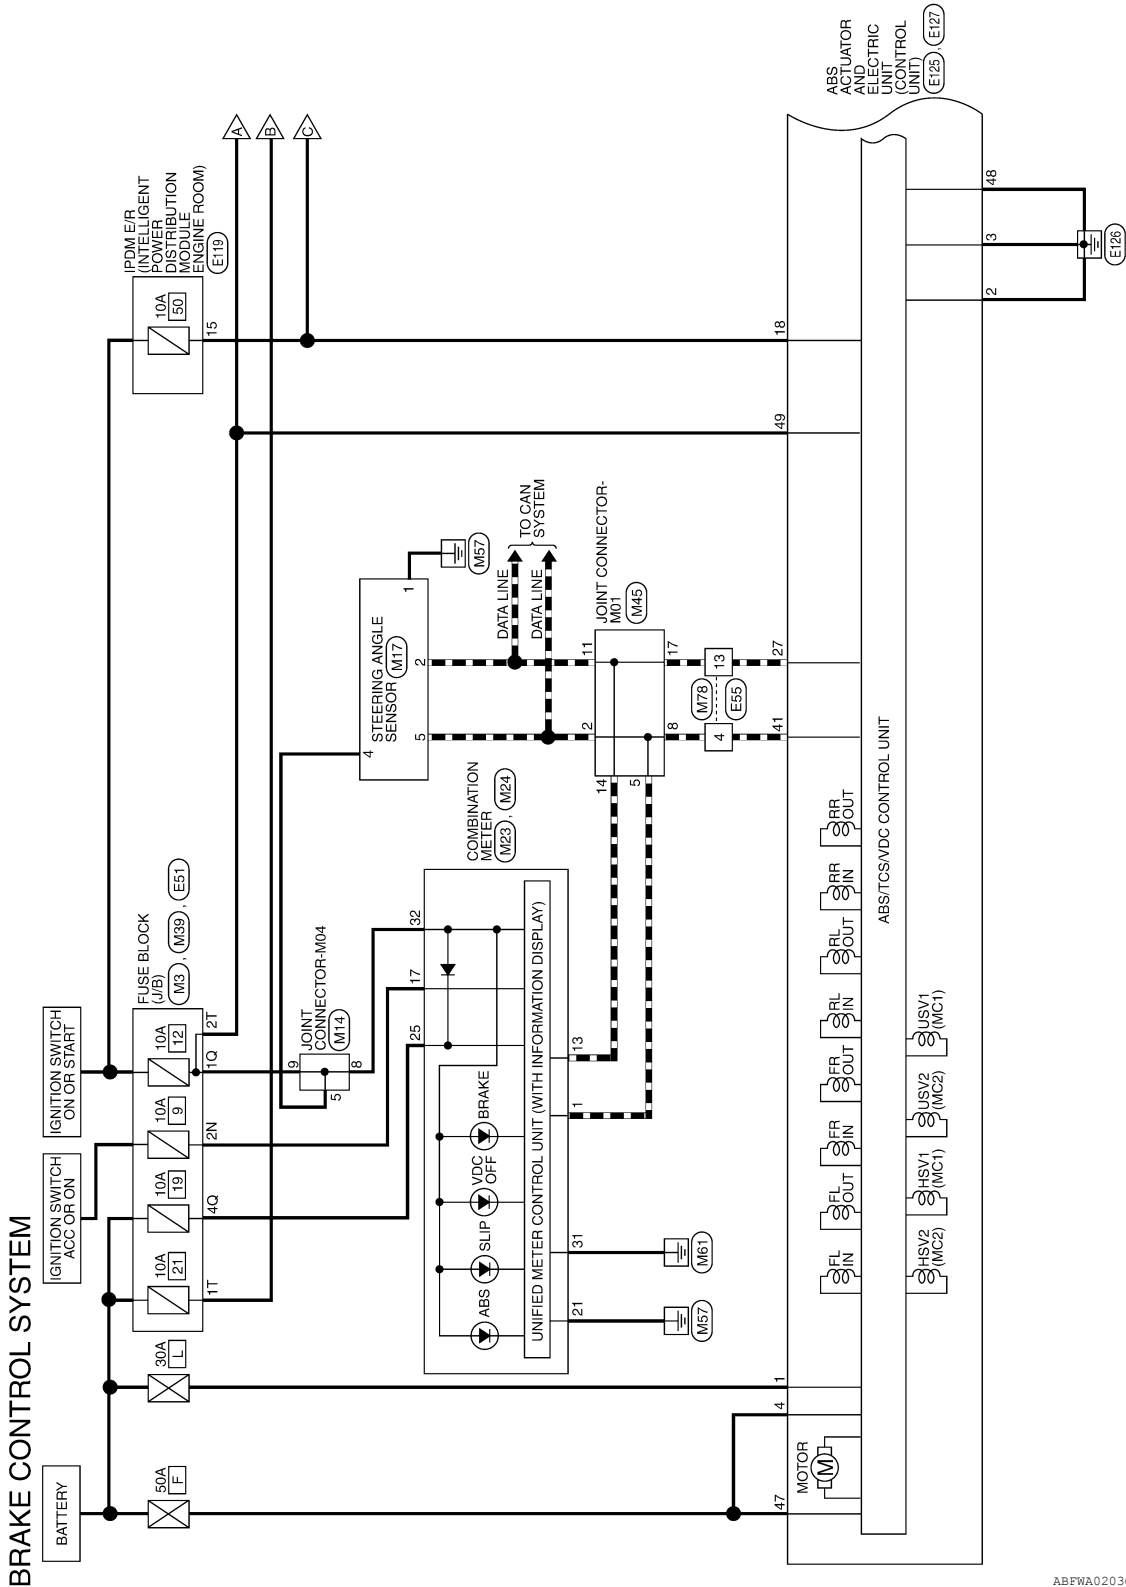 BRAKE CONTROL SYSTEM
BATTERY
IGNITION SWITCH
ACC OR ON
IGNITION SWITCH
ON OR START
50A
F
30A
L
10A
21
10A
19
10A
9
10A
12
FUSE BLOCK
(J/B)
M3 , M39 , E51
1T
4Q
2N
1Q
2T
IPDM E/R
(INTELLIGENT
POWER
DISTRIBUTION
MODULE
ENGINE ROOM)
E119
10A
50
15
A
B
C
JOINT
CONNECTOR-M04
M14
9
5
8
STEERING ANGLE
SENSOR
M17
4
5
2
1
M57
DATA LINE
DATA LINE
TO CAN
SYSTEM
COMBINATION
METER
M23 , M24
25
17
32
ABS
SLIP
VDC
OFF
BRAKE
UNIFIED METER CONTROL UNIT (WITH INFORMATION DISPLAY)
21
31
1
13
M57
M61
JOINT CONNECTOR-
M01
M45
2
11
14
5
8
17
4
13
M78
E55
47
4
1
41
27
49
18
MOTOR
M
FL
IN
FL
OUT
FR
IN
FR
OUT
RL
IN
RL
OUT
RR
IN
RR
OUT
ABS/TCS/VDC CONTROL UNIT
HSV2
(MC2)
HSV1
(MC1)
USV2
(MC2)
USV1
(MC1)
ABS
ACTUATOR
AND
ELECTRIC
UNIT
(CONTROL
UNIT)
E125 , E127
2
3
48
E126